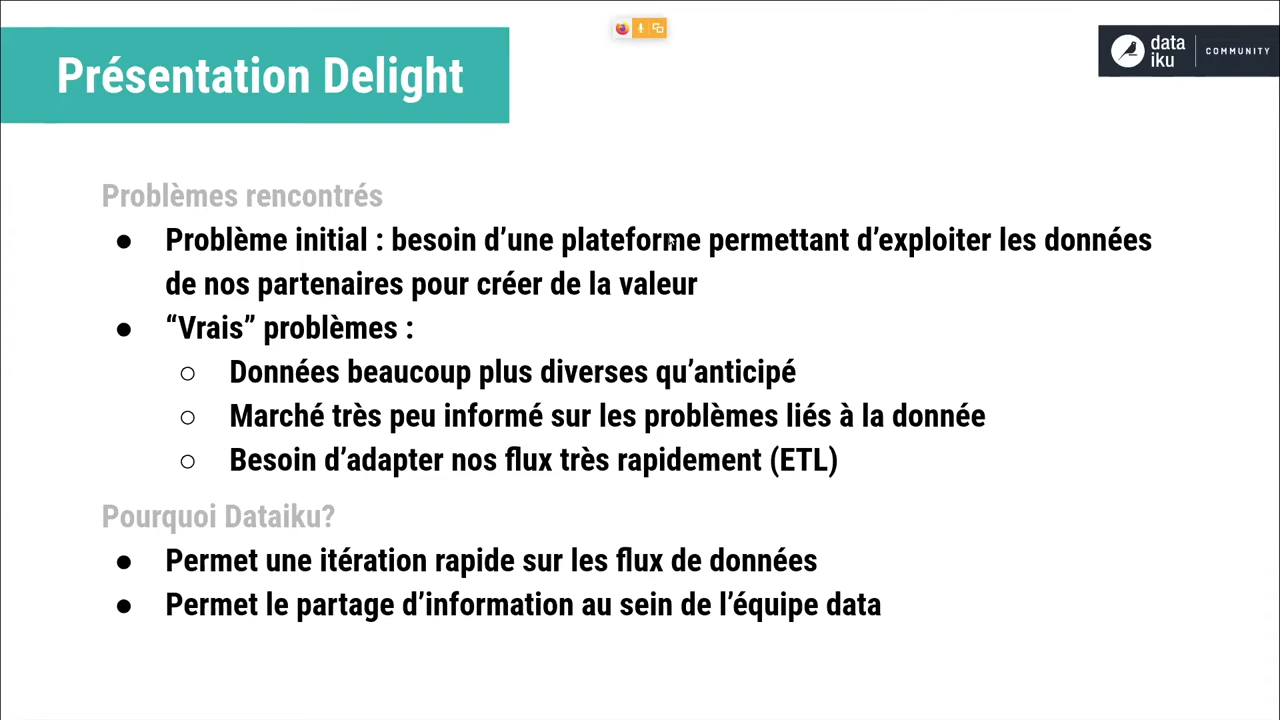 Présentation Delight
data
iku
COMMUNITY
Problèmes rencontrés
● Problème initial : besoin d’une plateforme permettant d’exploiter les données
de nos partenaires pour créer de la valeur
● “Vrais” problèmes :
○ Données beaucoup plus diverses qu’anticipé
○ Marché très peu informé sur les problèmes liés à la donnée
○ Besoin d’adapter nos flux très rapidement (ETL)
Pourquoi Dataiku?
● Permet une itération rapide sur les flux de données
● Permet le partage d’information au sein de l’équipe data